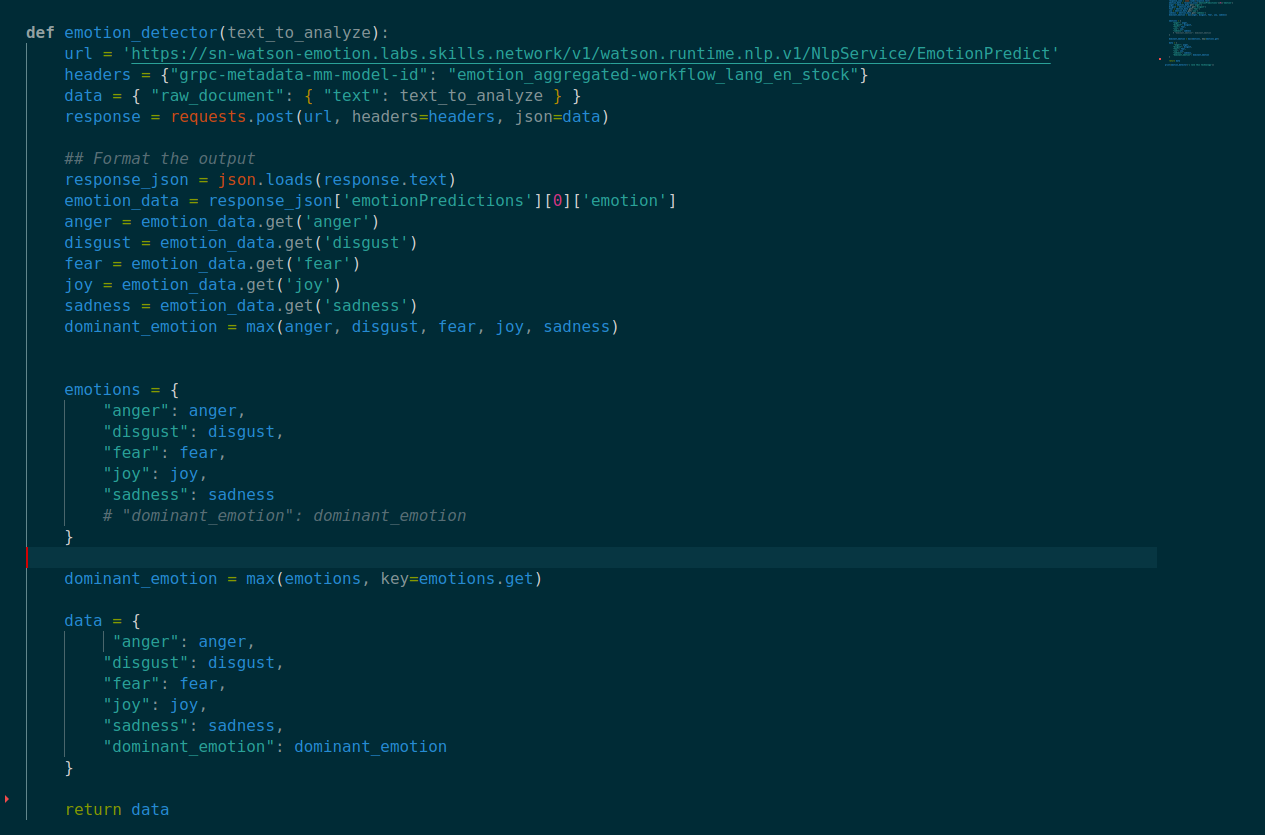 def emotion_detector(text_to_analyze):
    url = 'https://sn-watson-emotion.labs.skills.network/v1/watson.runtime.nlp.v1/NlpService/EmotionPredict'
    headers = {"grpc-metadata-mm-model-id": "emotion_aggregated-workflow_lang_en_stock"}
    data = { "raw_document": { "text": text_to_analyze } }
    response = requests.post(url, headers=headers, json=data)

    ## Format the output
    response_json = json.loads(response.text)
    emotion_data = response_json['emotionPredictions'][0]['emotion']
    anger = emotion_data.get('anger')
    disgust = emotion_data.get('disgust')
    fear = emotion_data.get('fear')
    joy = emotion_data.get('joy')
    sadness = emotion_data.get('sadness')
    dominant_emotion = max(anger, disgust, fear, joy, sadness)


    emotions = {
        "anger": anger,
        "disgust": disgust,
        "fear": fear,
        "joy": joy,
        "sadness": sadness
        # "dominant_emotion": dominant_emotion
    }

    dominant_emotion = max(emotions, key=emotions.get)

    data = {
         "anger": anger,
        "disgust": disgust,
        "fear": fear,
        "joy": joy,
        "sadness": sadness,
        "dominant_emotion": dominant_emotion
    }

    return data